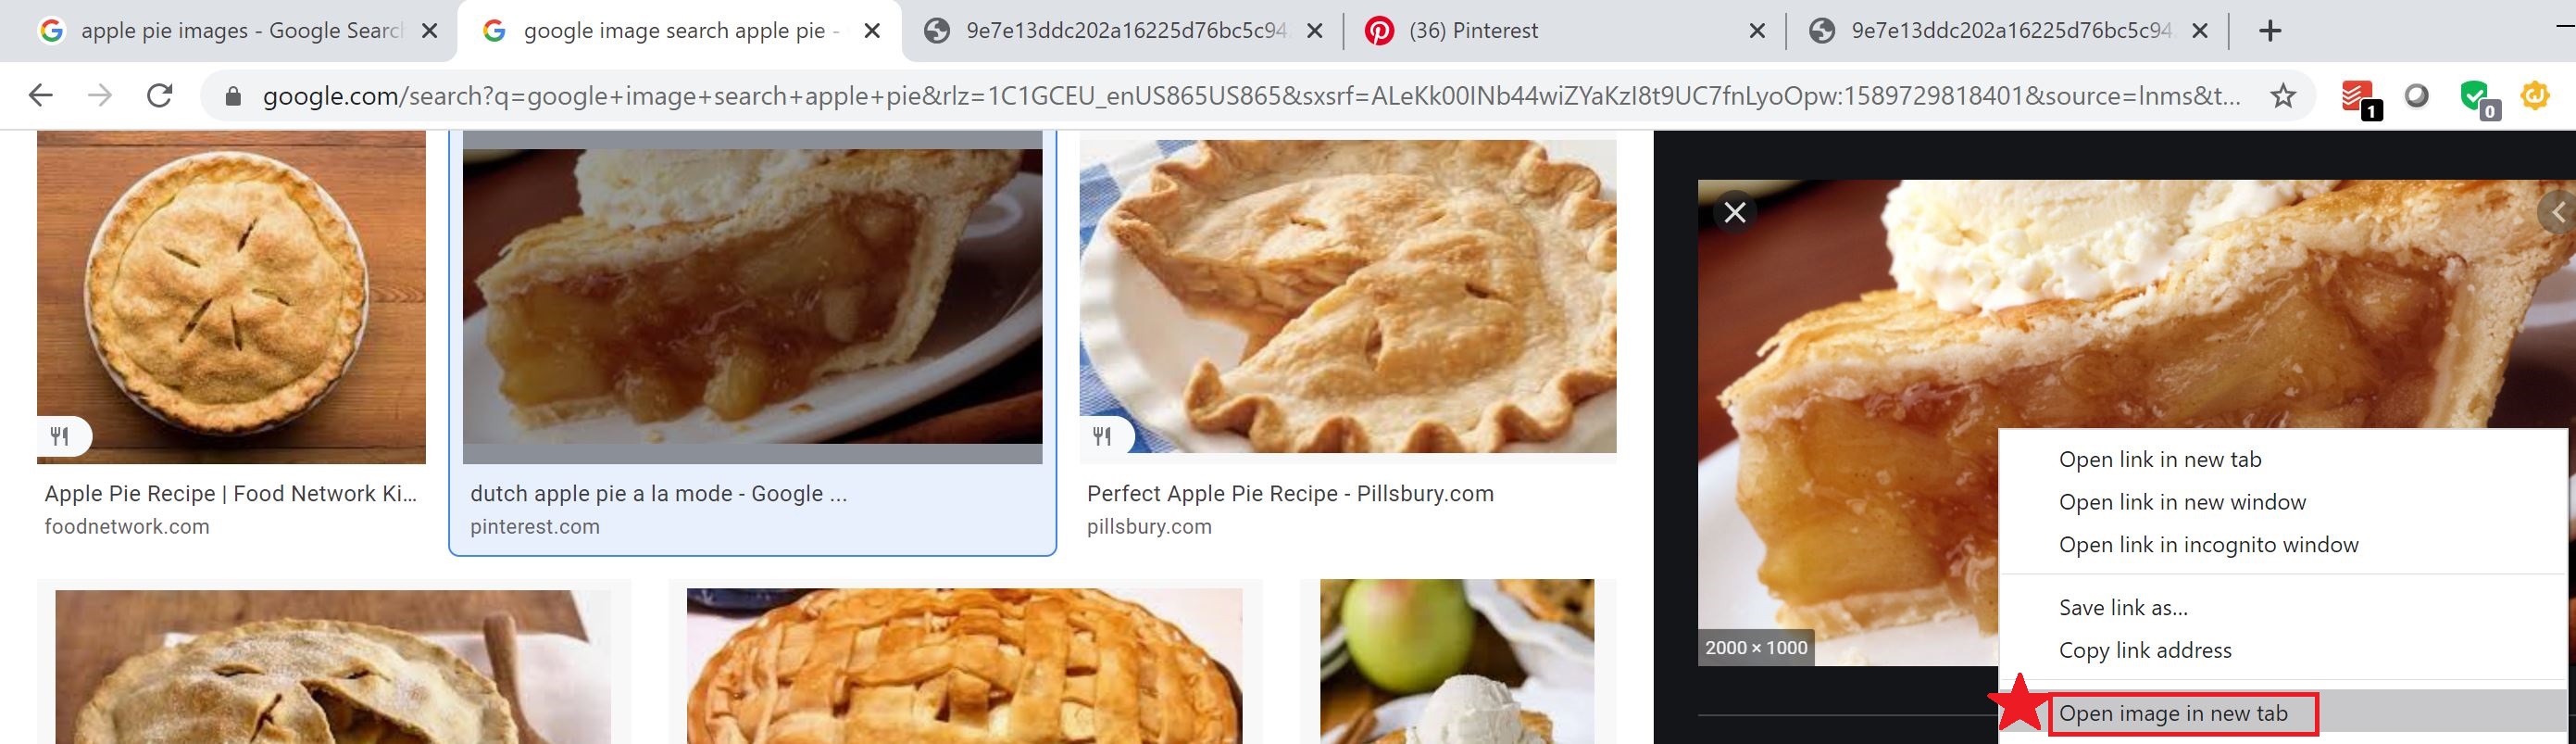 apple pie images - Google Search
google image search apple pie -
9e7e13ddc202a16225d76bc5c94
(36) Pinterest
9e7e13ddc202a16225d76bc5c94
google.com/search?q=google+image+search+apple+pie&rlz=1C1GCEU_enUS865US865&sxsrf=ALeKk00INb44wiZYaKzI8t9UC7fnLyoOpw:1589729818401&source=lnms&t...
1
0
Apple Pie Recipe | Food Network Ki...
foodnetwork.com
dutch apple pie a la mode - Google ...
pinterest.com
Perfect Apple Pie Recipe - Pillsbury.com
pillsbury.com
2000 × 1000
Open link in new tab
Open link in new window
Open link in incognito window
Save link as...
Copy link address
Open image in new tab